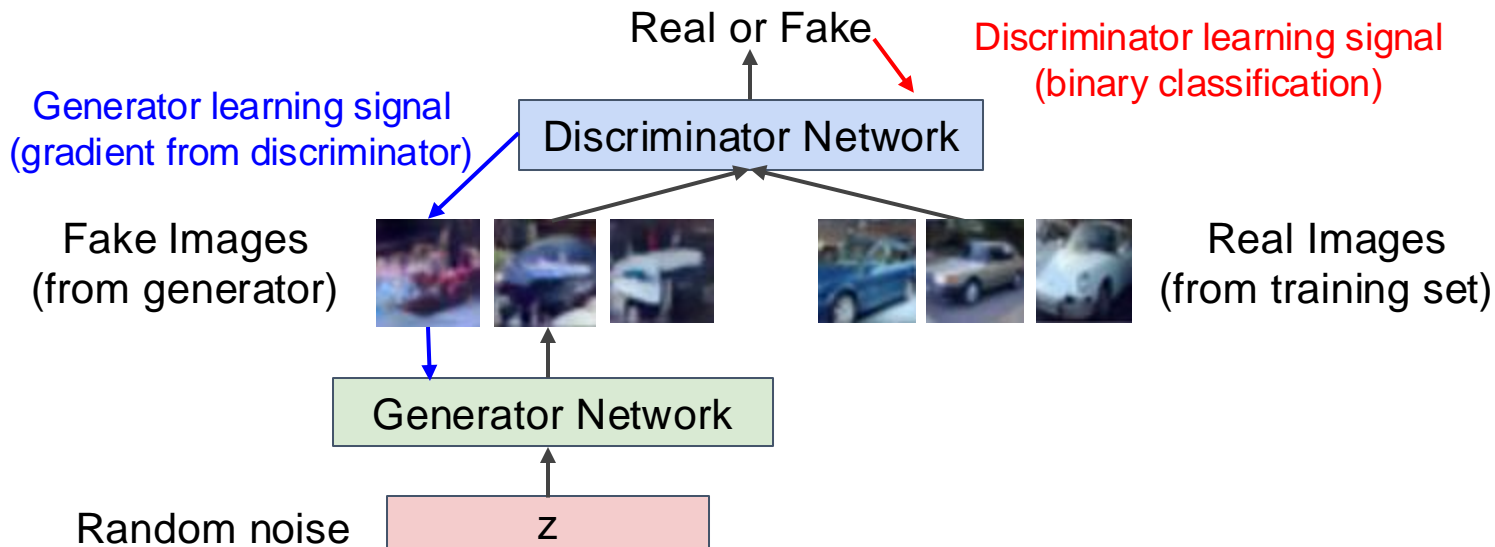 Real or Fake
Discriminator learning signal
(binary classification)
Generator learning signal
(gradient from discriminator)
Discriminator Network
Fake Images
(from generator)
Real Images
(from training set)
Generator Network
Random noise
z